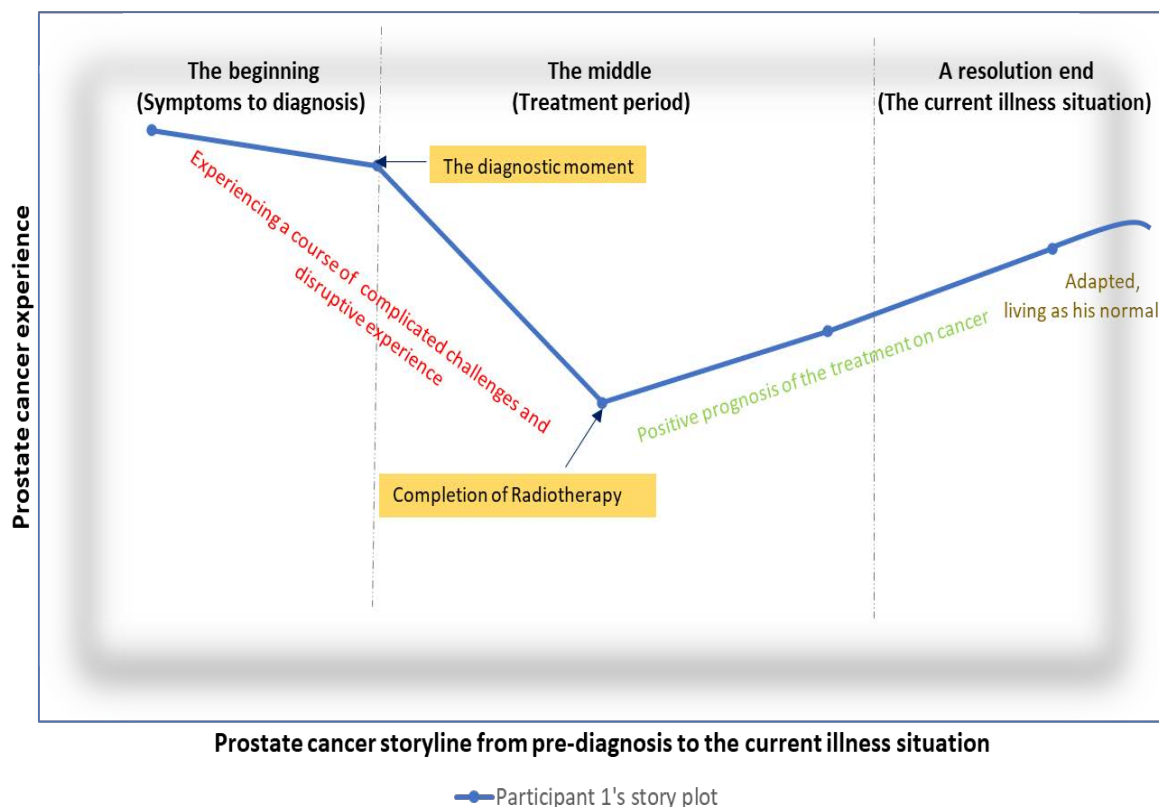 The beginning
(Symptoms to diagnosis)
The middle
(Treatment period)
A resolution end
(The current illness situation)
The diagnostic moment
Experiencing a course of complicated challenges and
disruptive experience
Completion of Radiotherapy
Positive prognosis of the treatment on cancer
Adapted,
living as his normal
Prostate cancer experience
Prostate cancer storyline from pre-diagnosis to the current illness situation
Participant 1's story plot